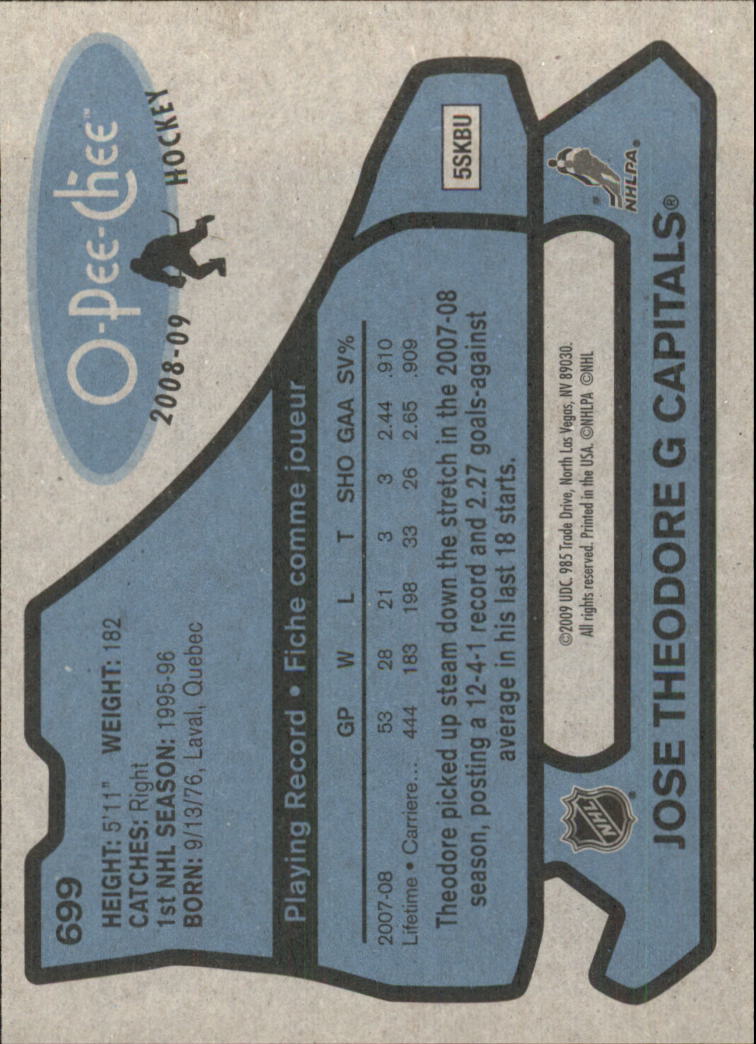 699
O-Pee-Chee™
2008-09 HOCKEY
HEIGHT: 5'11" WEIGHT: 182
CATCHES: Right
1st NHL SEASON: 1995-96
BORN: 9/13/76, Laval, Quebec
Playing Record • Fiche comme joueur
GP W L T SHO GAA SV%
2007-08 53 28 21 3 3 2.44 .910
Lifetime • Carriere... 444 183 198 33 26 2.65 .909
Theodore picked up steam down the stretch in the 2007-08
season, posting a 12-4-1 record and 2.27 goals-against
average in his last 18 starts.
5SKBU
NHL®
©2009 UDC. 985 Trade Drive, North Las Vegas, NV 89030.
All rights reserved. Printed in the USA. ©NHLPA ©NHL
NHLPA®
JOSE THEODORE G CAPITALS®